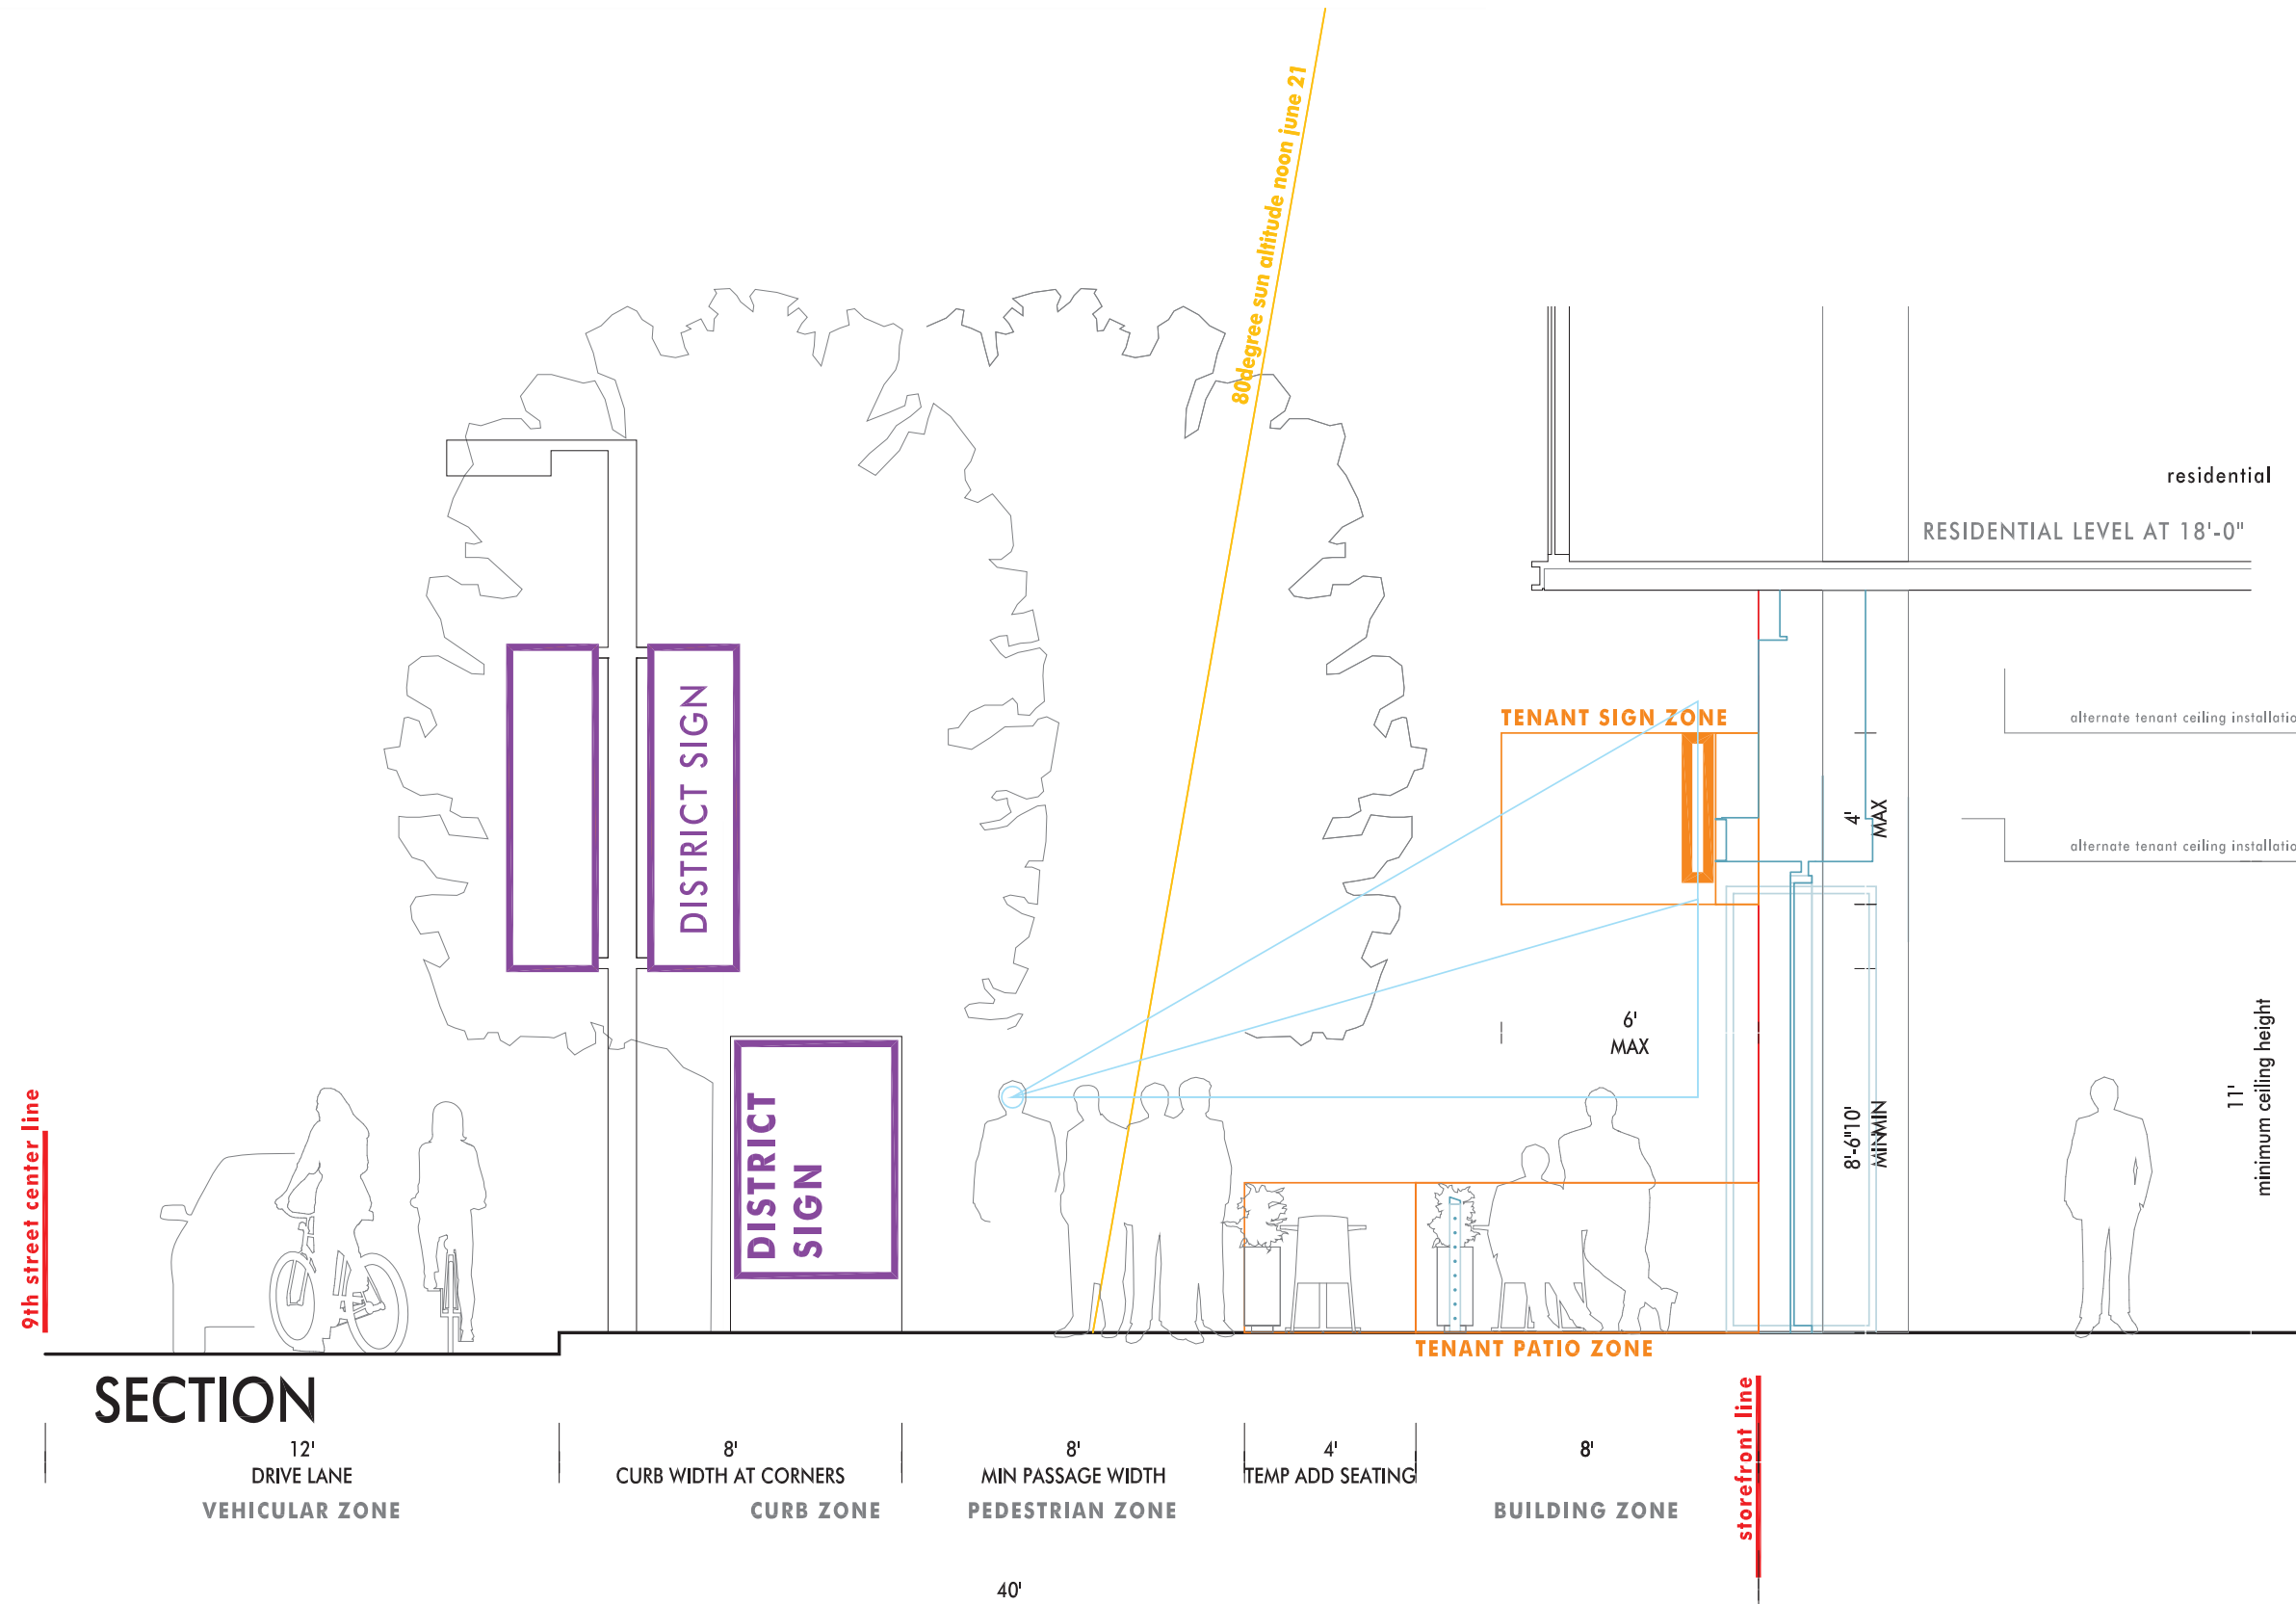 80degree sun altitude noon june 21
residential
RESIDENTIAL LEVEL AT 18'-0"
TENANT SIGN ZONE
alternate tenant ceiling installatio
DISTRICT SIGN
4'
MAX
alternate tenant ceiling installatio
6'
MAX
11'
minimum ceiling height
9th street center line
DISTRICT
SIGN
8'-6"10'
MINMIN
TENANT PATIO ZONE
SECTION
storefront line
12'
DRIVE LANE
VEHICULAR ZONE
8'
CURB WIDTH AT CORNERS
CURB ZONE
8'
MIN PASSAGE WIDTH
PEDESTRIAN ZONE
4'
TEMP ADD SEATING
8'
BUILDING ZONE
40'